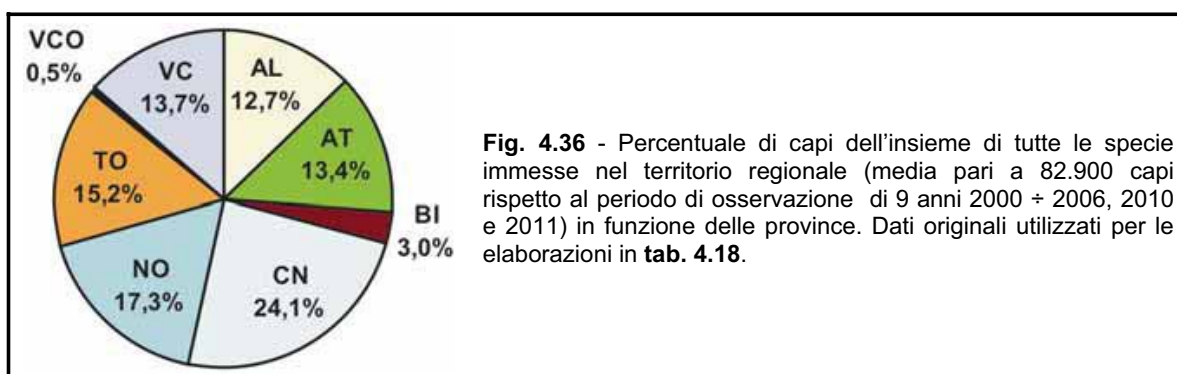 VCO
0,5%
VC
13,7%
AL
12,7%
AT
13,4%
BI
3,0%
CN
24,1%
NO
17,3%
TO
15,2%
Fig. 4.36 - Percentuale di capi dell'insieme di tutte le specie
immesse nel territorio regionale (media pari a 82.900 capi
rispetto al periodo di osservazione di 9 anni 2000 ÷ 2006, 2010
e 2011) in funzione delle province. Dati originali utilizzati per le
elaborazioni in tab. 4.18.